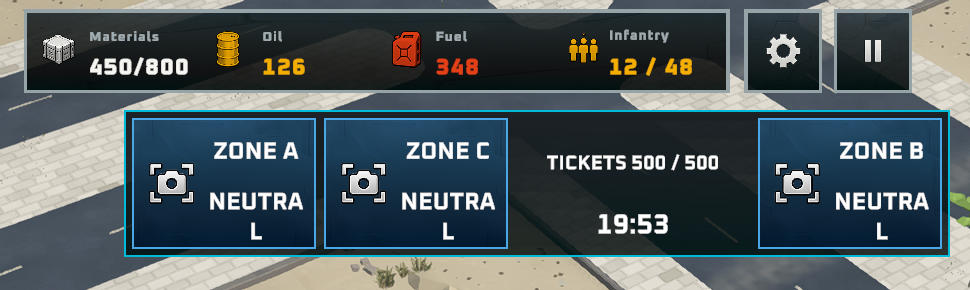 Materials
450/800
Oil
126
Fuel
348
Infantry
12 / 48
ZONE A
NEUTRA
L
ZONE C
NEUTRA
L
TICKETS 500 / 500
19:53
ZONE B
NEUTRA
L